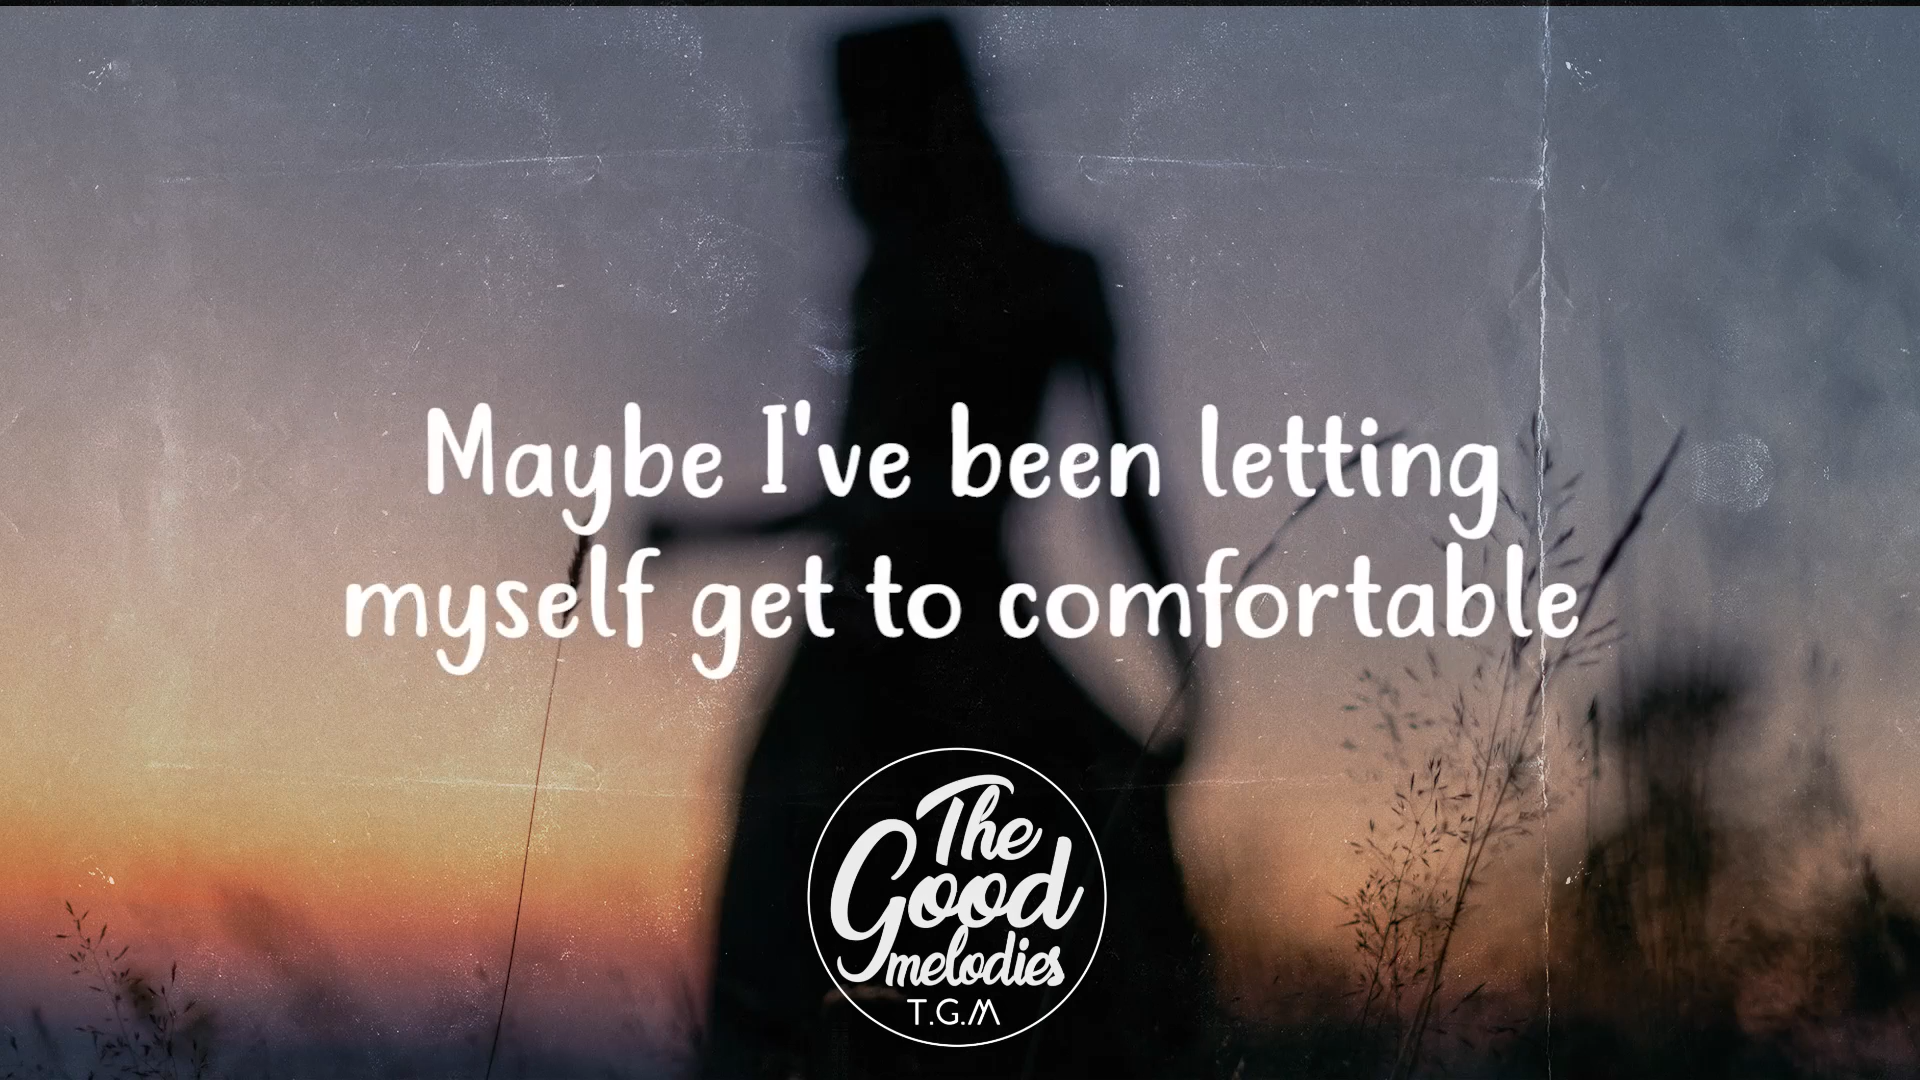 Maybe I've been letting
myself get to comfortable
The
Good
melodies
T.G.M